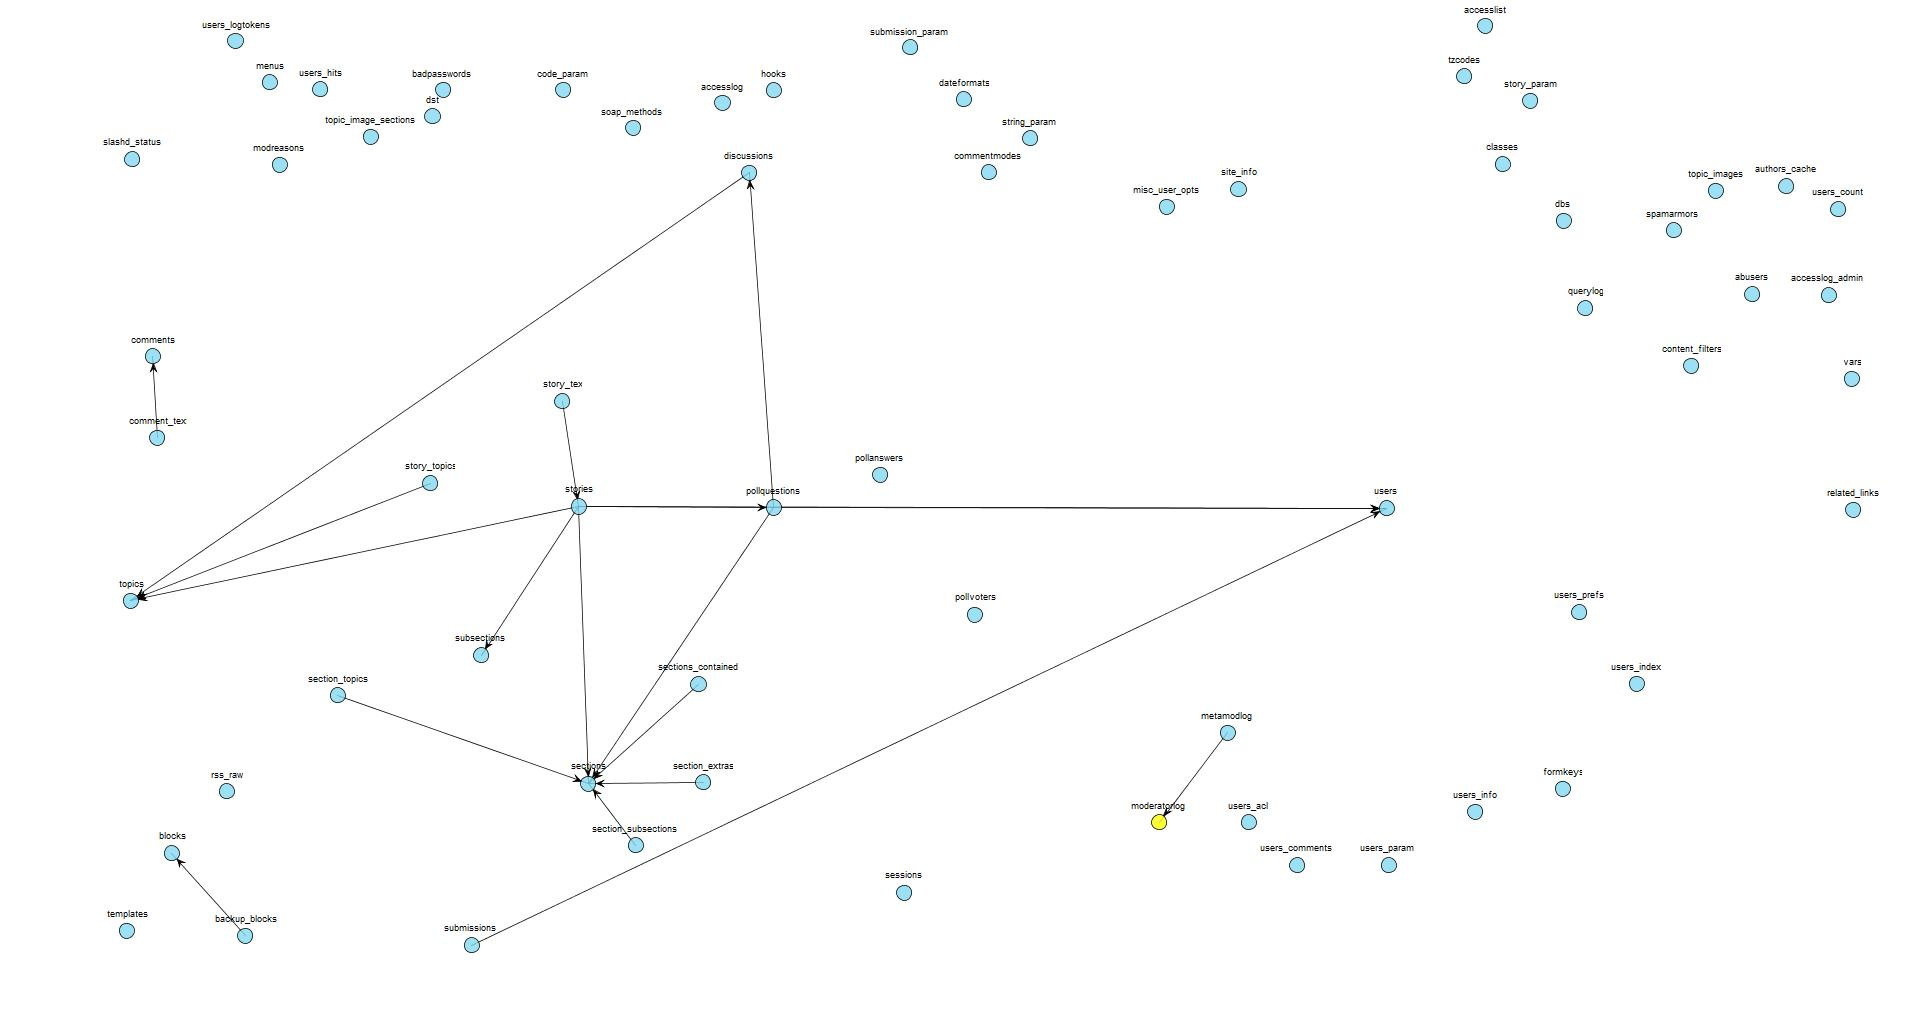 accesslist
users_logtokens
submission_param
tzcodes
menus
users_hits
badpasswords
code_param
hooks
accesslog
dateformats
story_param
dst
topic_image_sections
soap_methods
string_param
slashd_status
modreasons
discussions
commentmodes
classes
site_info
topic_images
authors_cache
misc_user_opts
users_count
dbs
spamarmors
abusers
accesslog_admin
querylog
comments
content_filters
vars
story_tex
comment_tex
story_topics
pollanswers
stories
pollquestions
users
related_links
topics
pollvoters
users_prefs
subsections
sections_contained
users_index
section_topics
metamodlog
sections
section_extras
rss_raw
formkeys
users_info
moderatorlog
users_acl
blocks
section_subsections
users_comments
users_param
sessions
templates
backup_blocks
submissions